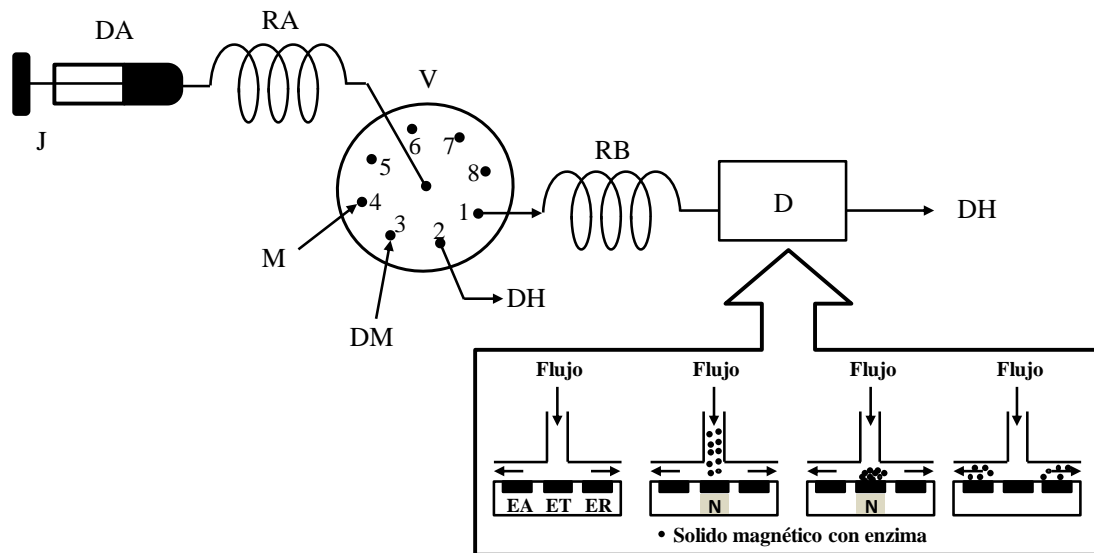 DA
RA
J
V
6
7
5
8
4
3
2
1
M
DM
DH
RB
D
DH
Flujo
Flujo
Flujo
Flujo
EA ET ER
N
N
• Solido magnético con enzima